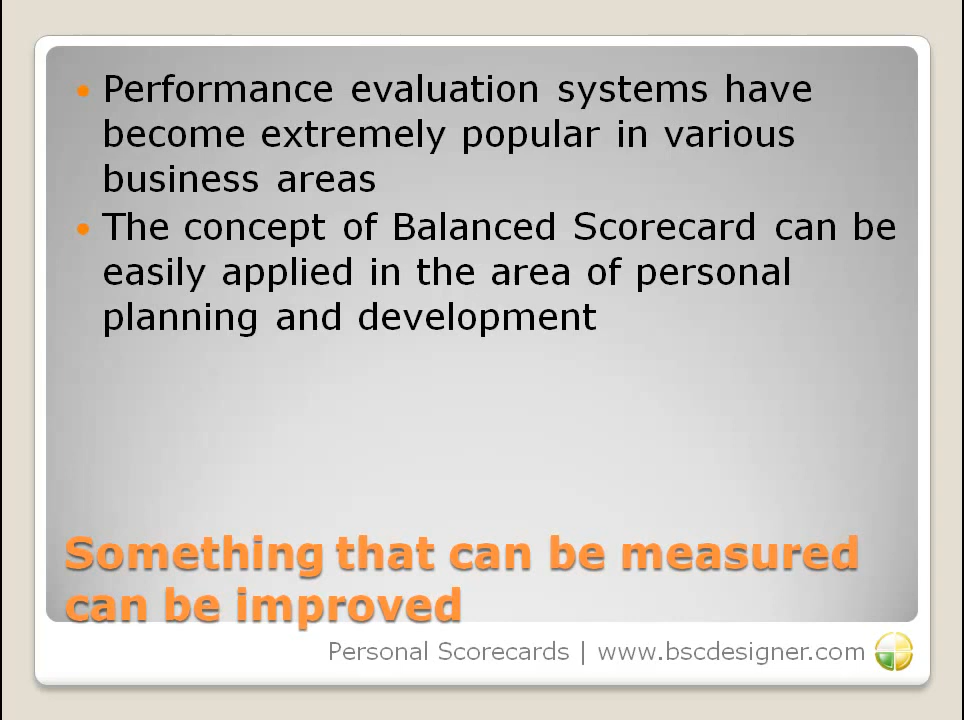 Performance evaluation systems have
become extremely popular in various
business areas
The concept of Balanced Scorecard can be
easily applied in the area of personal
planning and development
Something that can be measured
can be improved
Personal Scorecards | www.bscdesigner.com